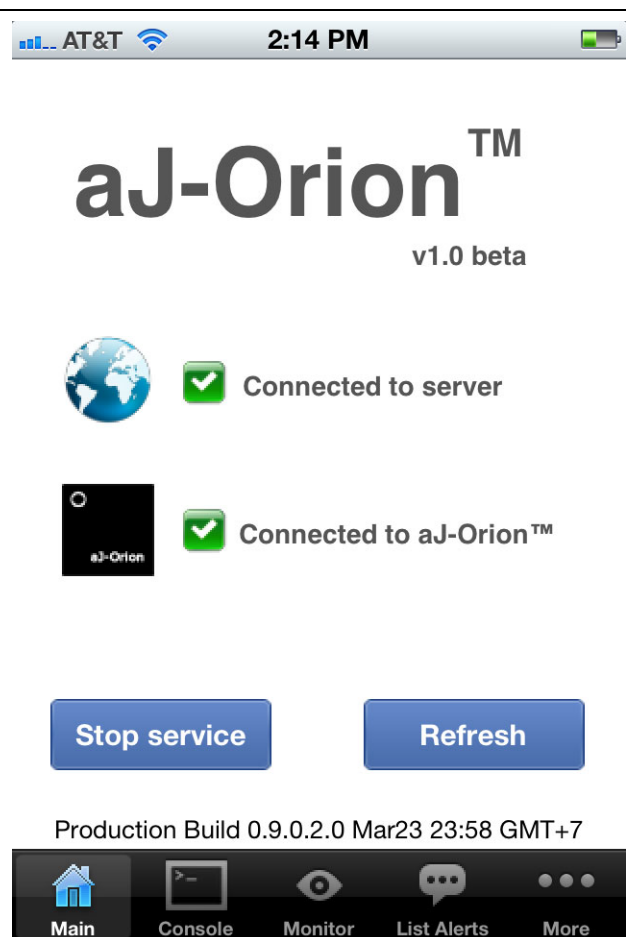 AT&T 2:14 PM
aJ-Orion™
v1.0 beta
Connected to server
aJ-Orion
Connected to aJ-Orion™
Stop service Refresh
Production Build 0.9.0.2.0 Mar23 23:58 GMT+7
>_
Main Console Monitor List Alerts More